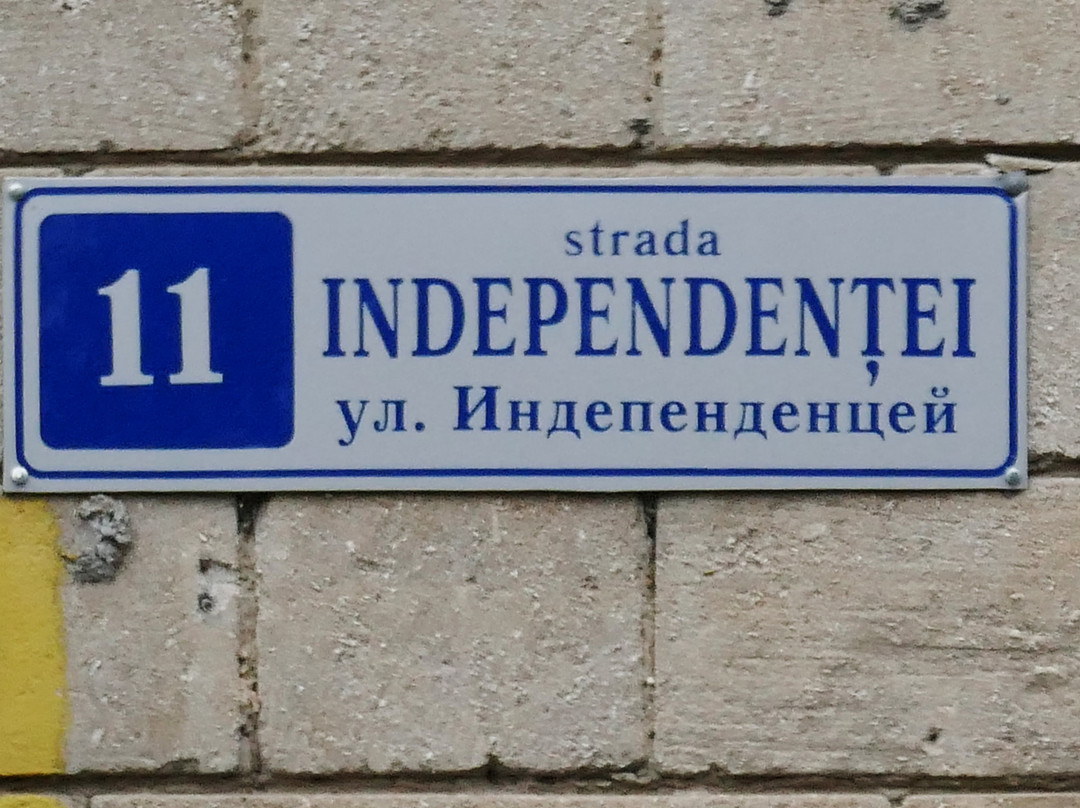 11
strada
INDEPENDENȚEI
ул. Индепенденцей